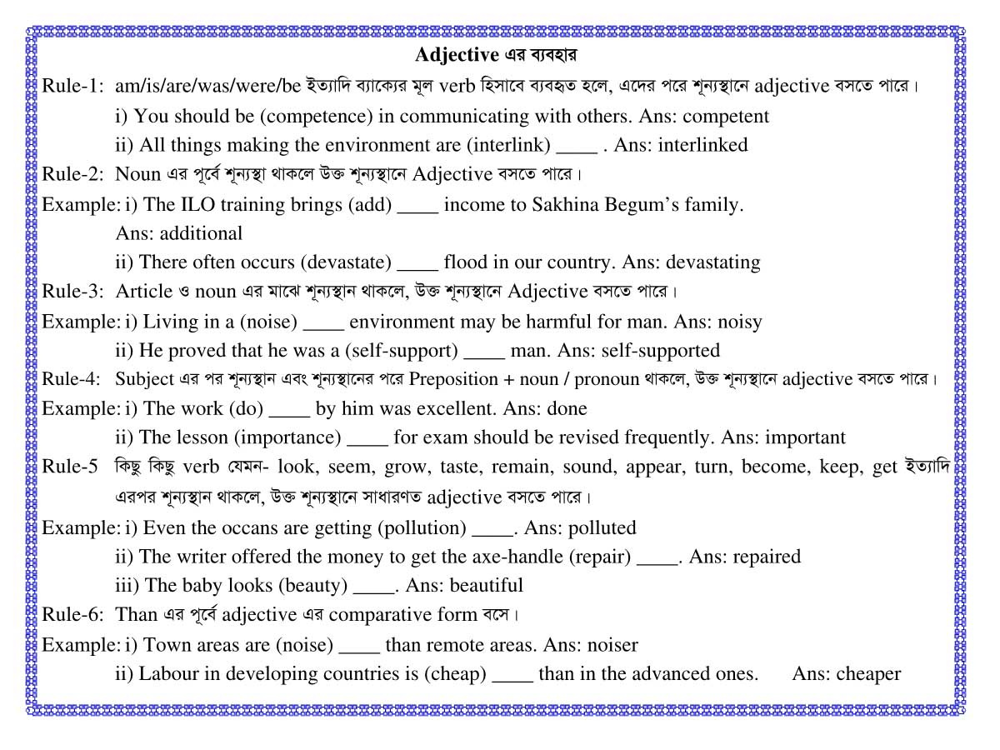 Adjective এর ব্যবহার
Rule-1: am/is/are/was/were/be ইত্যাদি ব্যাক্যের মূল verb হিসাবে ব্যবহৃত হলে, এদের পরে শূন্যস্থানে adjective বসতে পারে।
i) You should be (competence) in communicating with others. Ans: competent
ii) All things making the environment are (interlink) ____ . Ans: interlinked
Rule-2: Noun এর পূর্বে শূন্যস্থা থাকলে উক্ত শূন্যস্থানে Adjective বসতে পারে।
Example: i) The ILO training brings (add) ____ income to Sakhina Begum’s family.
Ans: additional
ii) There often occurs (devastate) ____ flood in our country. Ans: devastating
Rule-3: Article ও noun এর মাঝে শূন্যস্থান থাকলে, উক্ত শূন্যস্থানে Adjective বসতে পারে।
Example: i) Living in a (noise) ____ environment may be harmful for man. Ans: noisy
ii) He proved that he was a (self-support) ____ man. Ans: self-supported
Rule-4: Subject এর পর শূন্যস্থান এবং শূন্যস্থানের পরে Preposition + noun / pronoun থাকলে, উক্ত শূন্যস্থানে adjective বসতে পারে।
Example: i) The work (do) ____ by him was excellent. Ans: done
ii) The lesson (importance) ____ for exam should be revised frequently. Ans: important
Rule-5 কিছু কিছু verb যেমন- look, seem, grow, taste, remain, sound, appear, turn, become, keep, get ইত্যাদি
এরপর শূন্যস্থান থাকলে, উক্ত শূন্যস্থানে সাধারণত adjective বসতে পারে।
Example: i) Even the occans are getting (pollution) ____. Ans: polluted
ii) The writer offered the money to get the axe-handle (repair) ____. Ans: repaired
iii) The baby looks (beauty) ____. Ans: beautiful
Rule-6: Than এর পূর্বে adjective এর comparative form বসে।
Example: i) Town areas are (noise) ____ than remote areas. Ans: noiser
ii) Labour in developing countries is (cheap) ____ than in the advanced ones. Ans: cheaper